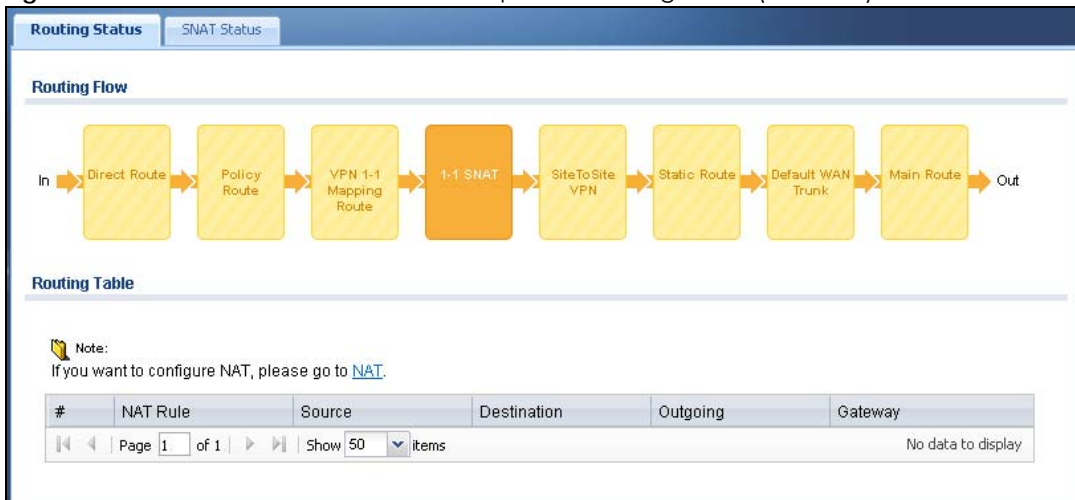 Routing Status SNAT Status
Routing Flow
In Direct Route Policy Route VPN 1-1 Mapping Route 1-1 SNAT SiteToSite VPN Static Route Default WAN Trunk Main Route Out
Routing Table
Note:
If you want to configure NAT, please go to NAT.
# NAT Rule Source Destination Outgoing Gateway
Page 1 of 1 Show 50 items No data to display